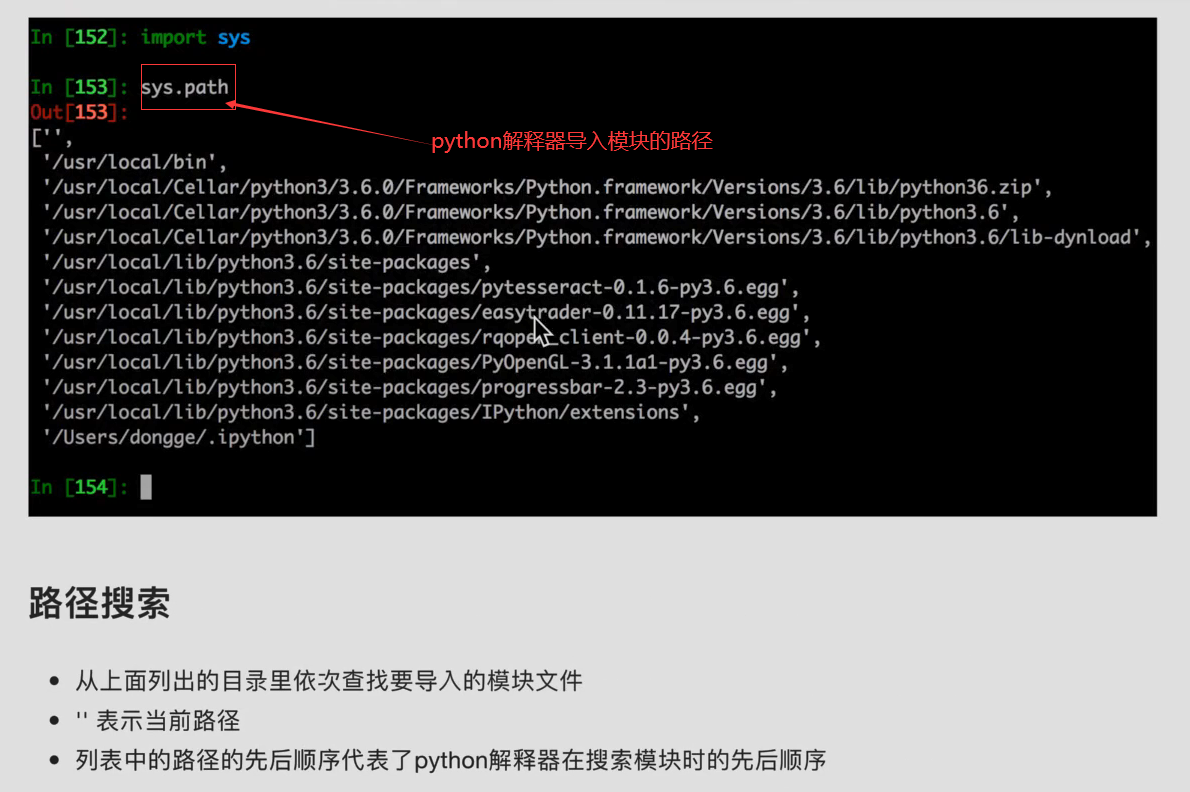 In [152]: import sys
In [153]: sys.path
Out[153]:
['',
python解释器导入模块的路径
'/usr/local/bin',
'/usr/local/Cellar/python3/3.6.0/Frameworks/Python.framework/Versions/3.6/lib/python36.zip',
'/usr/local/Cellar/python3/3.6.0/Frameworks/Python.framework/Versions/3.6/lib/python3.6',
'/usr/local/Cellar/python3/3.6.0/Frameworks/Python.framework/Versions/3.6/lib/python3.6/lib-dynload',
'/usr/local/lib/python3.6/site-packages',
'/usr/local/lib/python3.6/site-packages/pytesseract-0.1.6-py3.6.egg',
'/usr/local/lib/python3.6/site-packages/easytrader-0.11.17-py3.6.egg',
'/usr/local/lib/python3.6/site-packages/rqopen_client-0.0.4-py3.6.egg',
'/usr/local/lib/python3.6/site-packages/PyOpenGL-3.1.1a1-py3.6.egg',
'/usr/local/lib/python3.6/site-packages/progressbar-2.3-py3.6.egg',
'/usr/local/lib/python3.6/site-packages/IPython/extensions',
'/Users/dongge/.ipython']
In [154]:
路径搜索
• 从上面列出的目录里依次查找要导入的模块文件
• '' 表示当前路径
• 列表中的路径的先后顺序代表了python解释器在搜索模块时的先后顺序